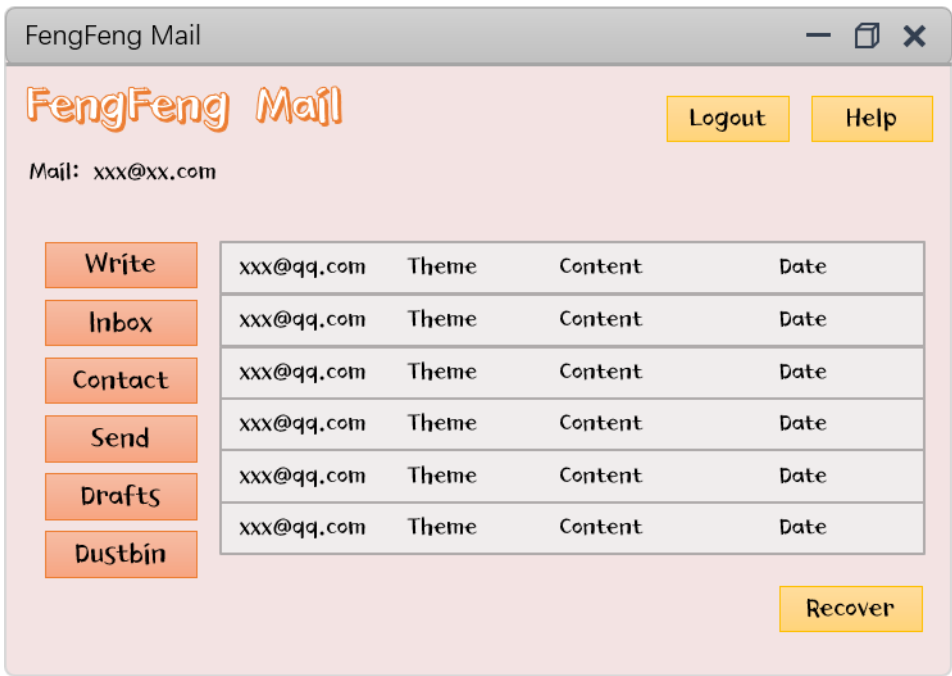 FengFeng Mail
FengFeng Mail
Logout Help
Mail: xxx@xx.com
Write
Inbox
Contact
Send
Drafts
Dustbin
xxx@qq.com Theme Content Date
xxx@qq.com Theme Content Date
xxx@qq.com Theme Content Date
xxx@qq.com Theme Content Date
xxx@qq.com Theme Content Date
xxx@qq.com Theme Content Date
Recover